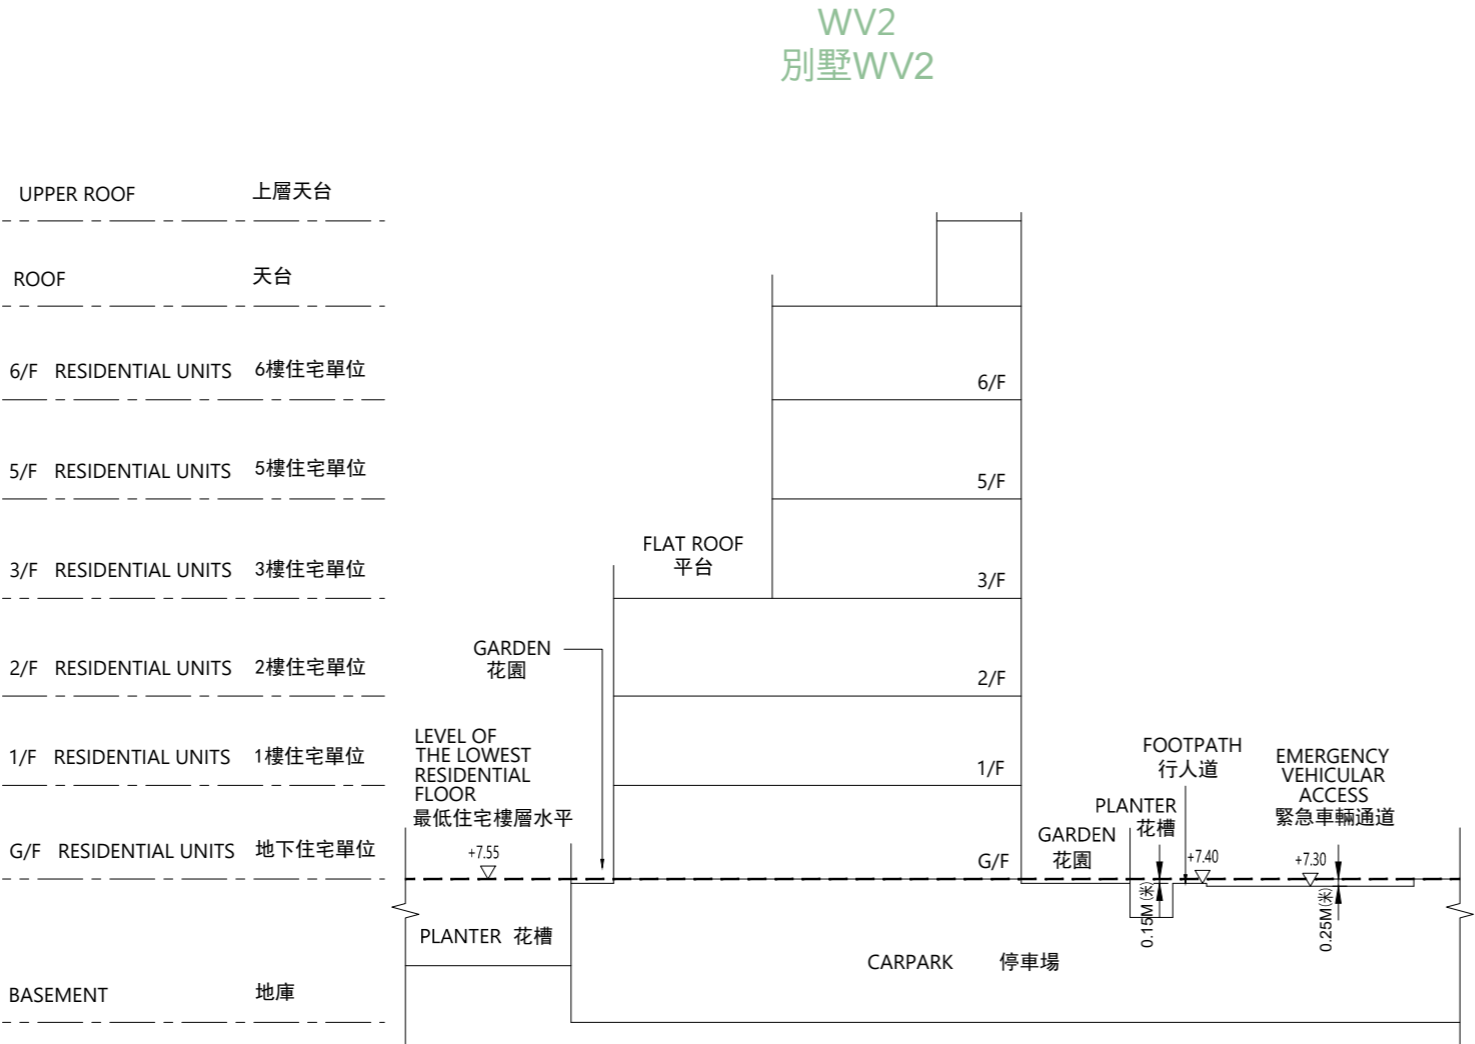 WV2
別墅WV2
UPPER ROOF 上層天台
ROOF 天台
6/F RESIDENTIAL UNITS 6樓住宅單位
5/F RESIDENTIAL UNITS 5樓住宅單位
3/F RESIDENTIAL UNITS 3樓住宅單位
2/F RESIDENTIAL UNITS 2樓住宅單位
1/F RESIDENTIAL UNITS 1樓住宅單位
G/F RESIDENTIAL UNITS 地下住宅單位
BASEMENT 地庫
6/F
5/F
FLAT ROOF
平台
3/F
GARDEN
花園
2/F
LEVEL OF
THE LOWEST
RESIDENTIAL
FLOOR
最低住宅樓層水平
+7.55
1/F
G/F
GARDEN
花園
PLANTER
花槽
FOOTPATH
行人道
+7.40
EMERGENCY
VEHICULAR
ACCESS
緊急車輛通道
+7.30
0.15M(米)
0.25M(米)
PLANTER 花槽
CARPARK 停車場